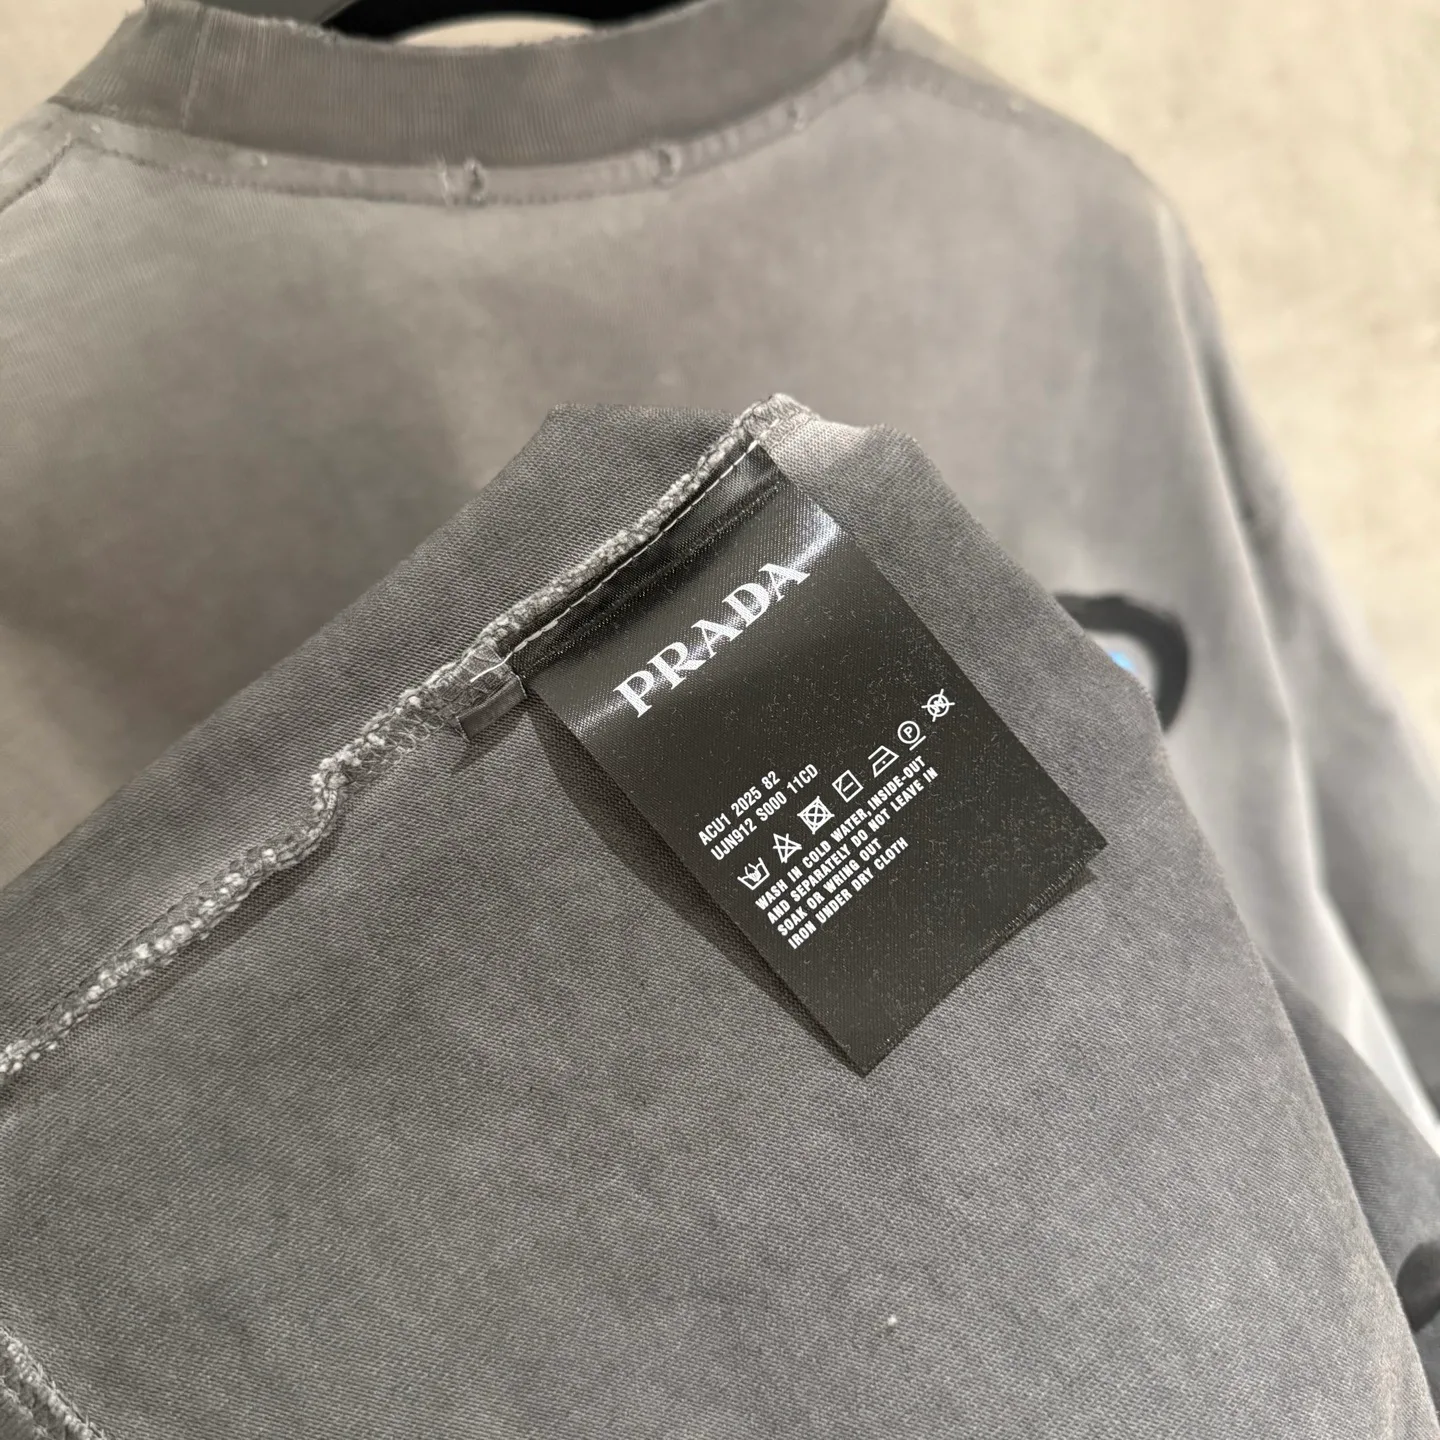 PRADA
ACU1 2025 82
UJN912 S000 11CD
P
W
WASH IN COLD WATER, INSIDE-OUT
AND SEPARATELY DO NOT LEAVE IN
SOAK OR WRING OUT
IRON UNDER DRY CLOTH